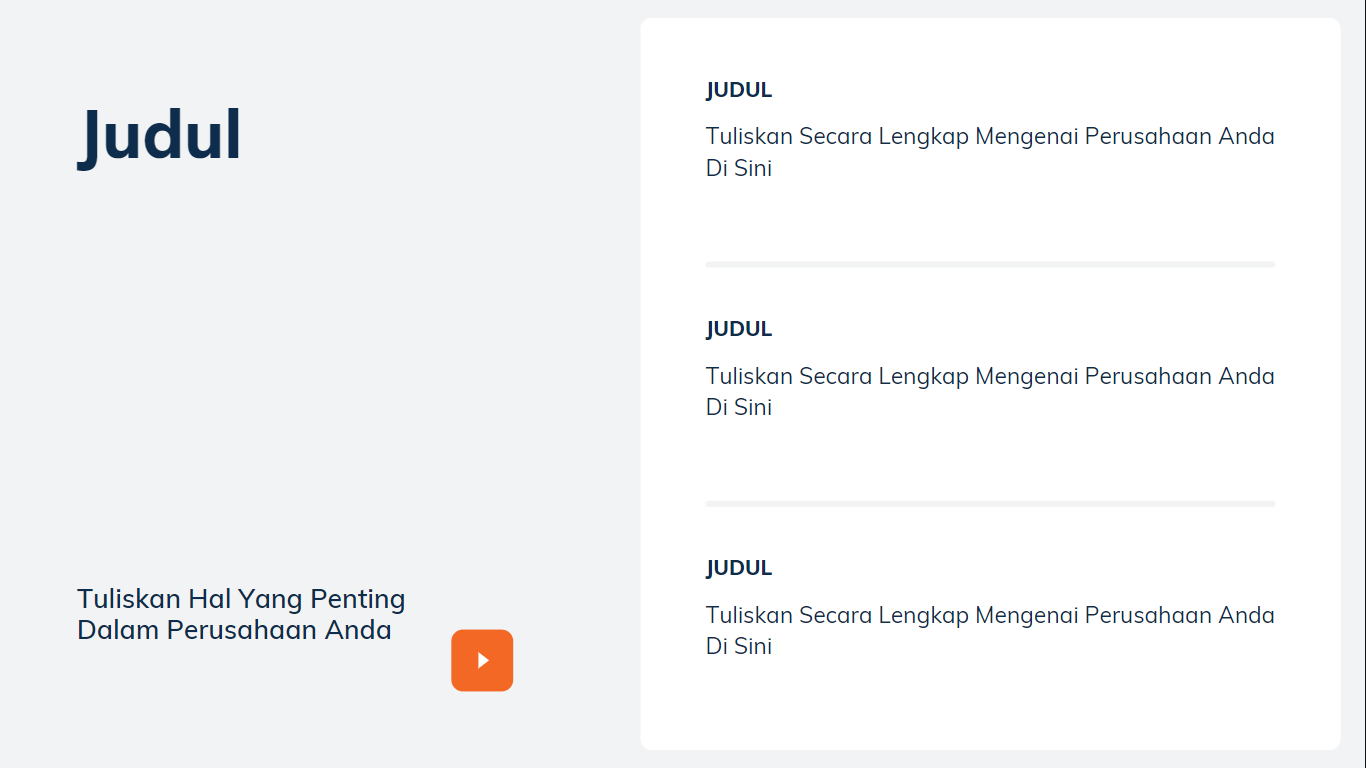 Judul
Tuliskan Hal Yang Penting
Dalam Perusahaan Anda
JUDUL
Tuliskan Secara Lengkap Mengenai Perusahaan Anda
Di Sini
JUDUL
Tuliskan Secara Lengkap Mengenai Perusahaan Anda
Di Sini
JUDUL
Tuliskan Secara Lengkap Mengenai Perusahaan Anda
Di Sini